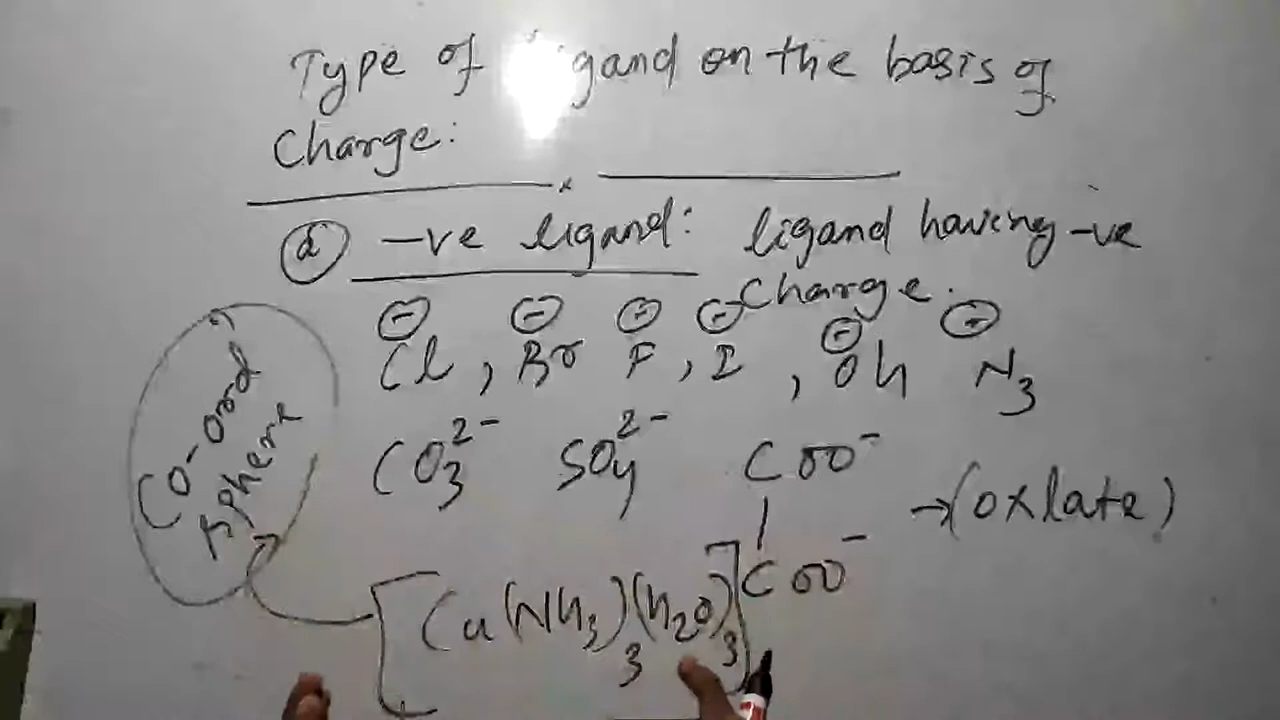 Type of ligand on the basis of
Charge:
(a) -ve ligand: ligand having -ve
Charge.
Cl⊖, Br⊖ F⊖, I⊖, OH⊖ N3⊖
CO3²⁻ SO4²⁻ COO⁻
→(oxlate)
COO⁻
Co-ord'
sphere
[Cu(NH3)3(H2O)3]